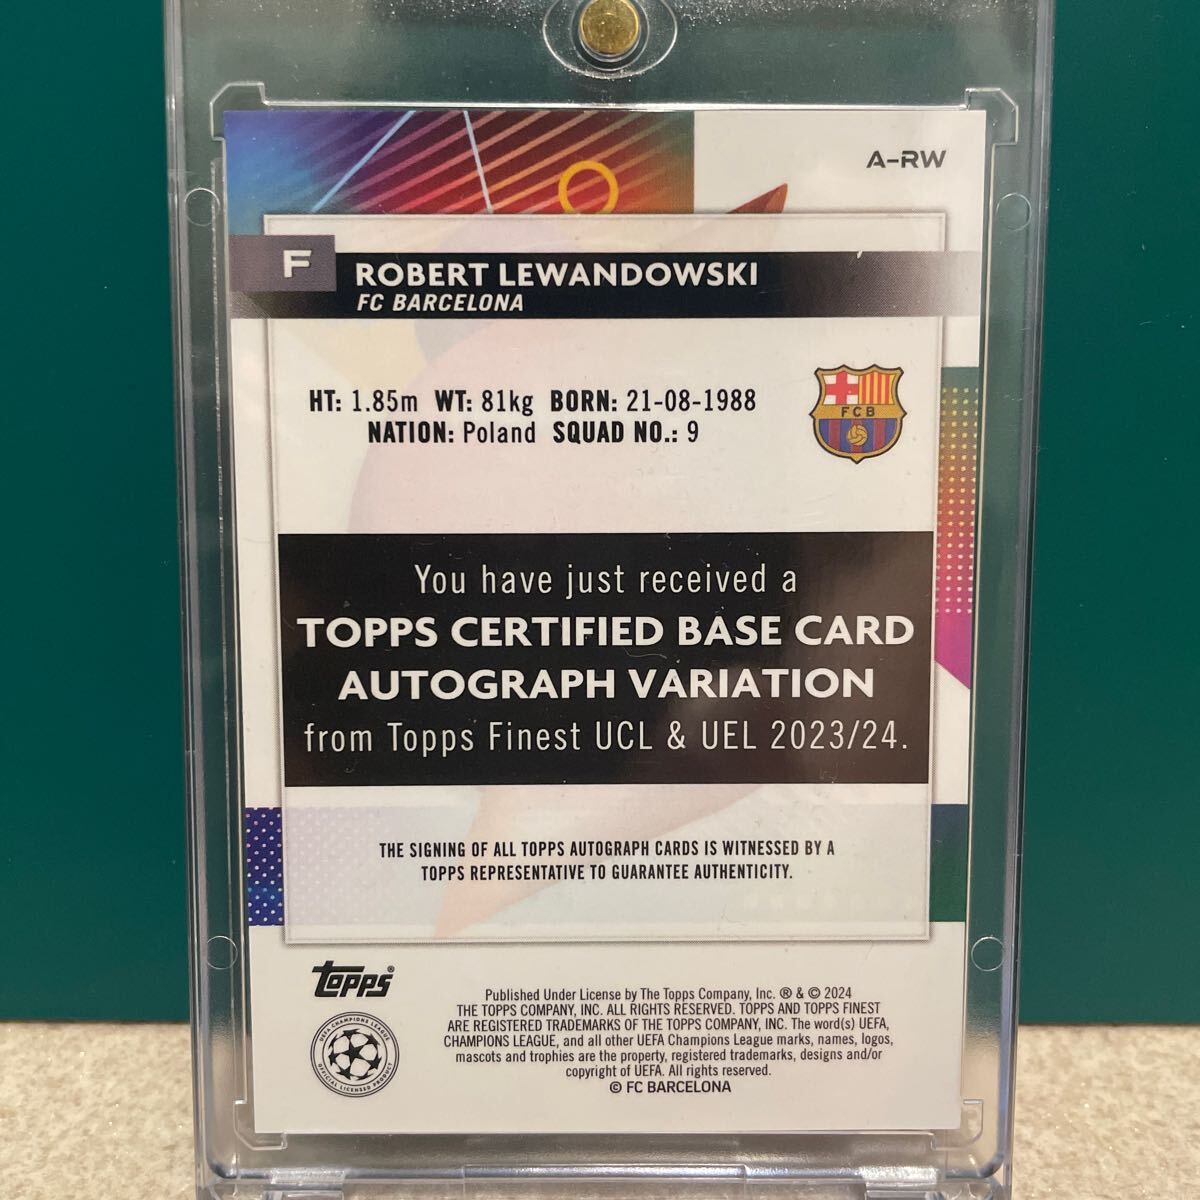 A-RW
F
ROBERT LEWANDOWSKI
FC BARCELONA
HT: 1.85m WT: 81kg BORN: 21-08-1988
NATION: Poland SQUAD NO.: 9
FCB
You have just received a
TOPPS CERTIFIED BASE CARD
AUTOGRAPH VARIATION
from Topps Finest UCL & UEL 2023/24.
THE SIGNING OF ALL TOPPS AUTOGRAPH CARDS IS WITNESSED BY A
TOPPS REPRESENTATIVE TO GUARANTEE AUTHENTICITY.
topps®
UEFA CHAMPIONS LEAGUE
OFFICIAL LICENSED PRODUCT
Published Under License by The Topps Company, Inc. ® & © 2024
THE TOPPS COMPANY, INC. ALL RIGHTS RESERVED. TOPPS AND TOPPS FINEST
ARE REGISTERED TRADEMARKS OF THE TOPPS COMPANY, INC. The word(s) UEFA,
CHAMPIONS LEAGUE, and all other UEFA Champions League marks, names, logos,
mascots and trophies are the property, registered trademarks, designs and/or
copyright of UEFA. All rights reserved.
© FC BARCELONA